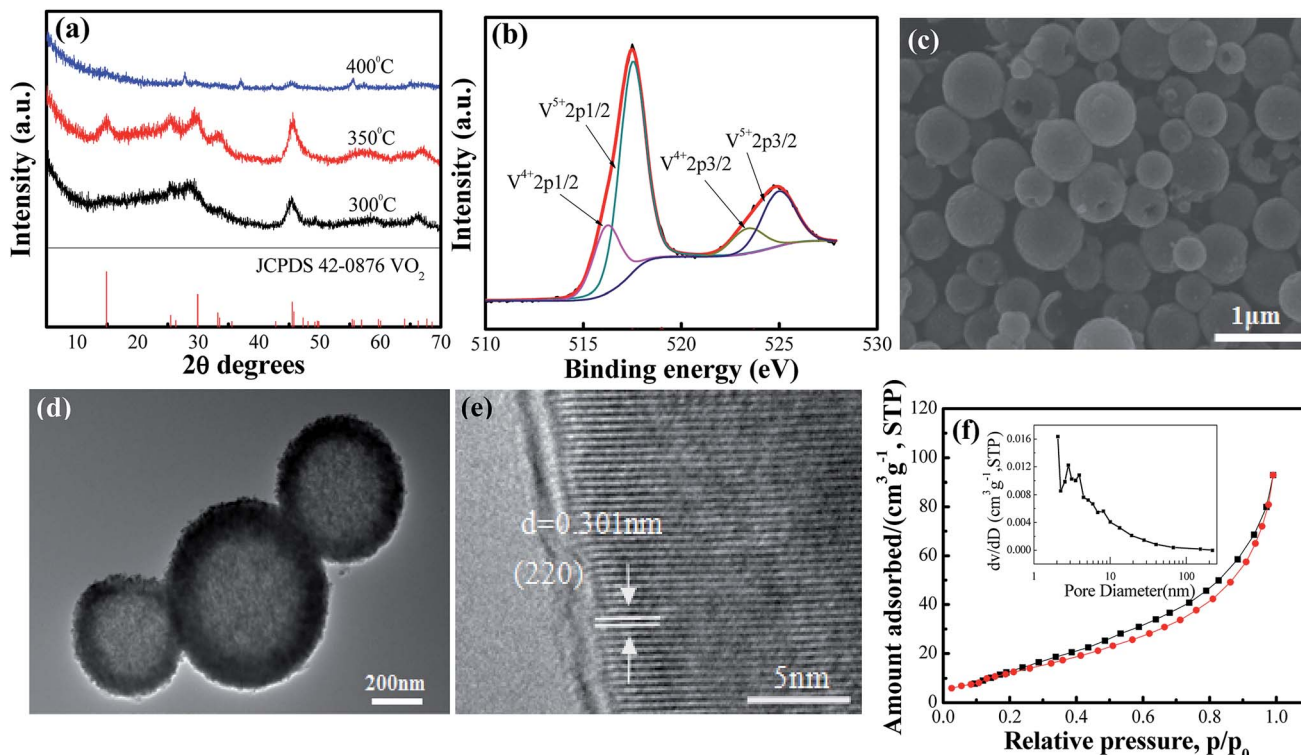 (a)
400⁰C
350⁰C
300⁰C
JCPDS 42-0876 VO₂
Intensity (a.u.)
10 20 30 40 50 60 70
2θ degrees
(b)
V⁵⁺2p1/2
V⁵⁺2p3/2
V⁴⁺2p3/2
V⁴⁺2p1/2
Intensity (a.u.)
510 515 520 525 530
Binding energy (eV)
(c)
1μm
(d)
200nm
(e)
d=0.301nm
(220)
5nm
(f)
Amount adsorbed/(cm³g⁻¹, STP)
120
100
80
60
40
20
0
0.0 0.2 0.4 0.6 0.8 1.0
Relative pressure, p/p₀
dv/dD (cm³g⁻¹,STP)
0.016
0.012
0.008
0.004
0.000
1 10 100
Pore Diameter(nm)